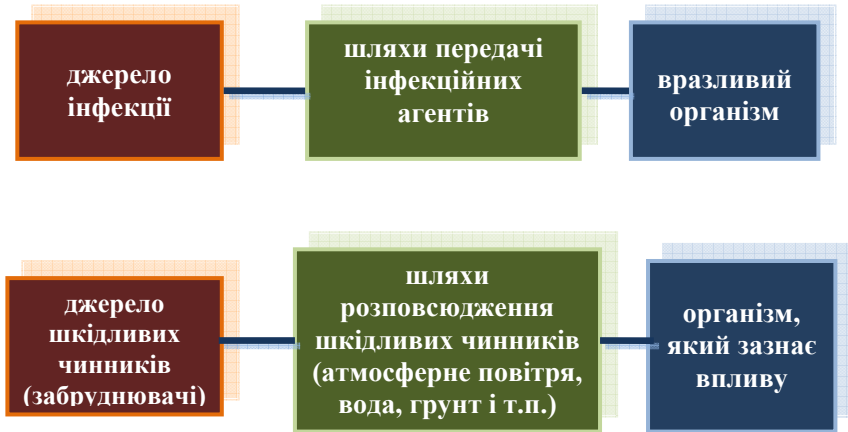 джерело
інфекції
шляхи передачі
інфекційних
агентів
вразливий
організм
джерело
шкідливих
чинників
(забруднювачі)
шляхи
розповсюдження
шкідливих чинників
(атмосферне повітря,
вода, грунт і т.п.)
організм,
який зазнає
впливу